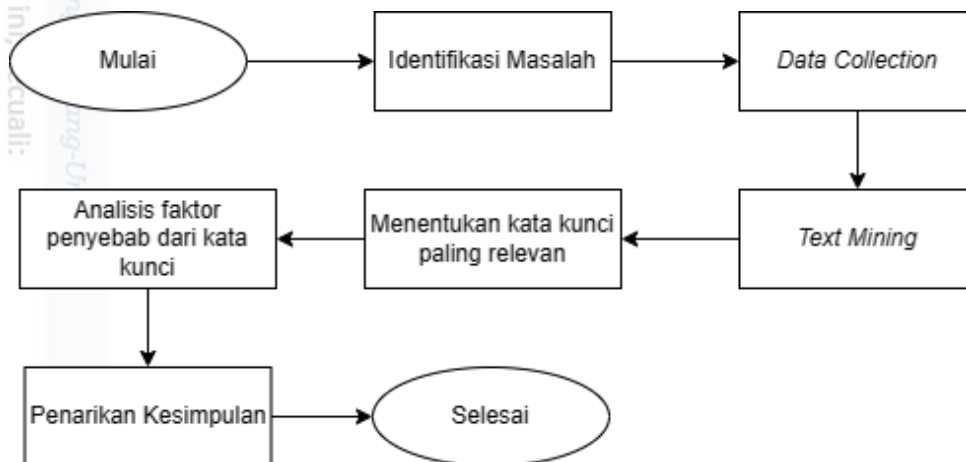 Mulai
Identifikasi Masalah
Data Collection
Text Mining
Menentukan kata kunci
paling relevan
Analisis faktor
penyebab dari kata
kunci
Penarikan Kesimpulan
Selesai